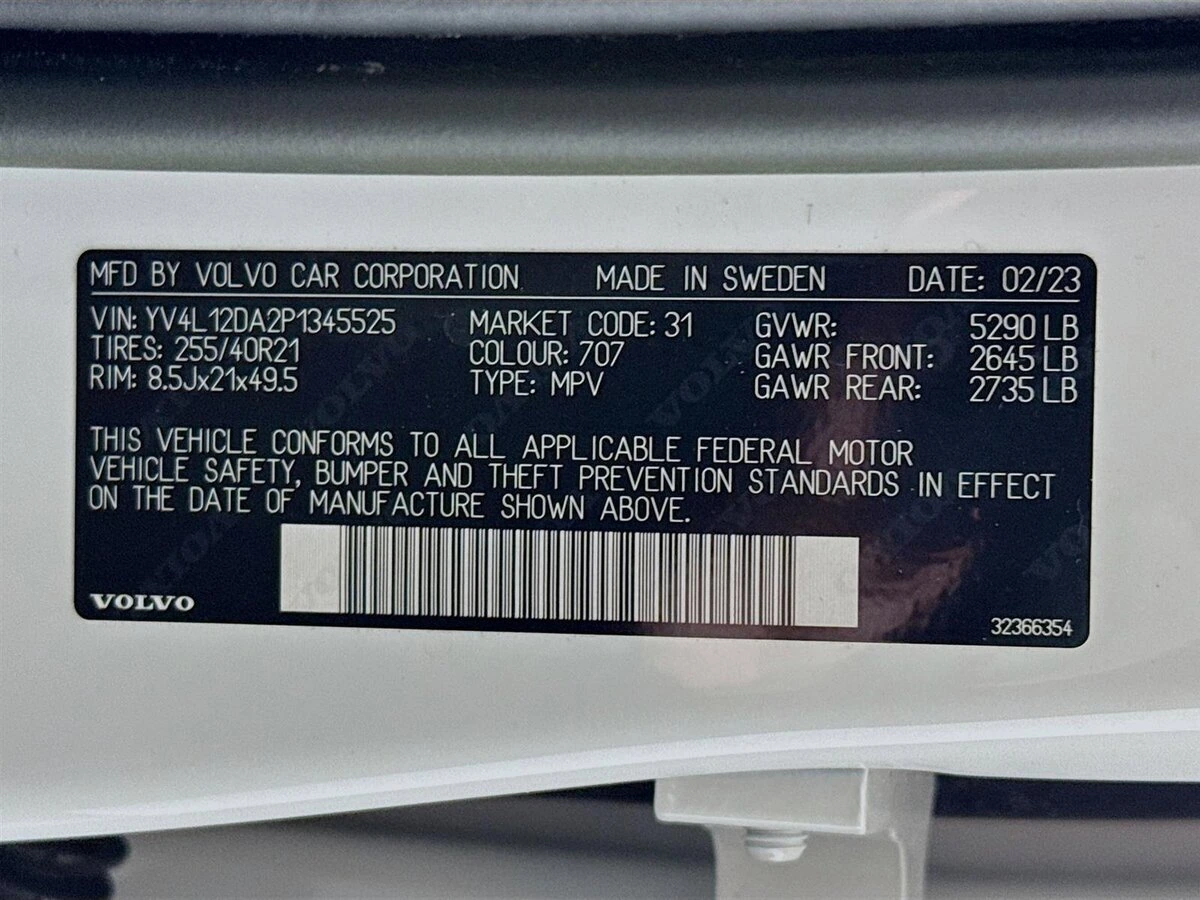 MFD BY VOLVO CAR CORPORATION MADE IN SWEDEN DATE: 02/23
VIN: YV4L12DA2P1345525 MARKET CODE: 31 GVWR: 5290 LB
TIRES: 255/40R21 COLOUR: 707 GAWR FRONT: 2645 LB
RIM: 8.5Jx21x49.5 TYPE: MPV GAWR REAR: 2735 LB
THIS VEHICLE CONFORMS TO ALL APPLICABLE FEDERAL MOTOR
VEHICLE SAFETY, BUMPER AND THEFT PREVENTION STANDARDS IN EFFECT
ON THE DATE OF MANUFACTURE SHOWN ABOVE.
VOLVO
32366354